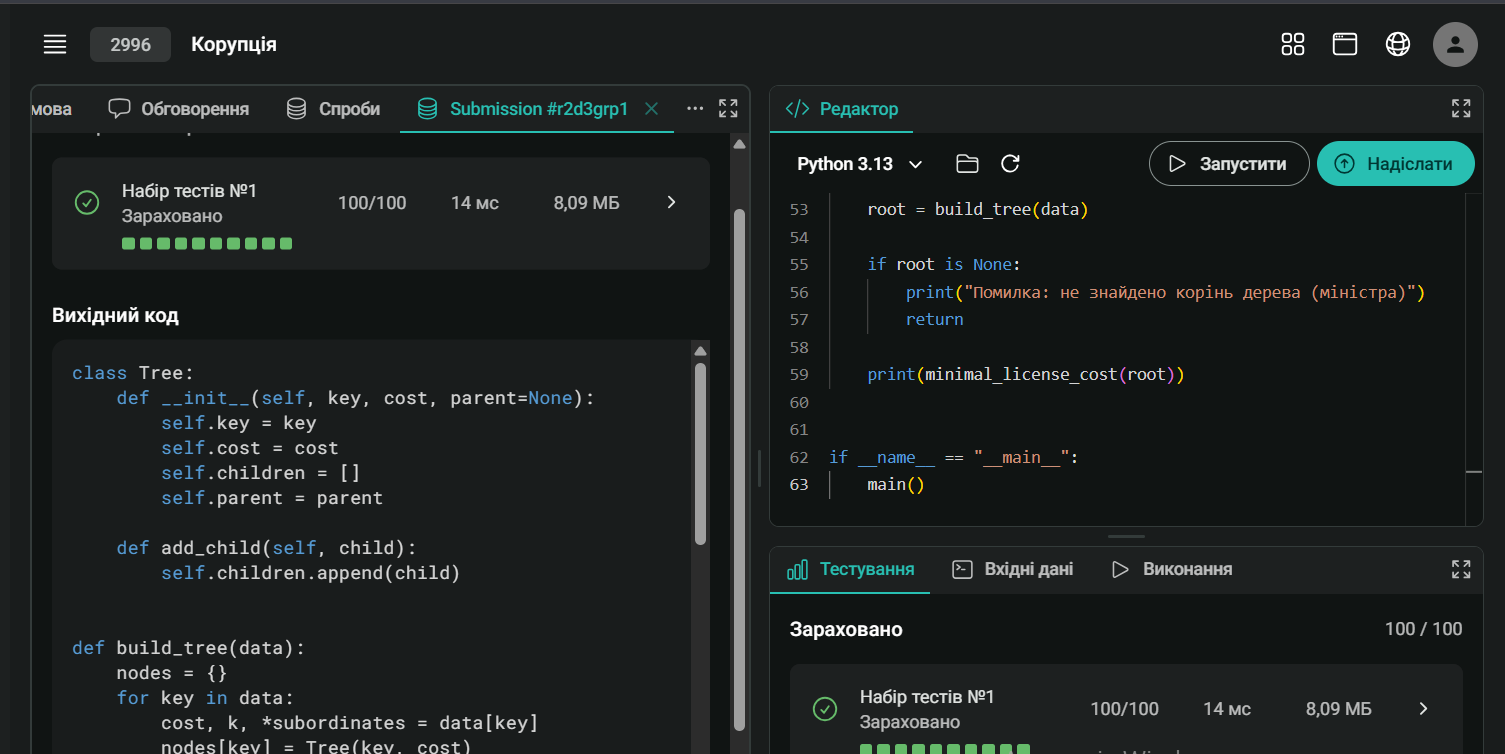 2996 Корупція
мова Обговорення Спроби Submission #r2d3grp1
Набір тестів №1
Зараховано
100/100 14 мс 8,09 МБ
Вихідний код
class Tree:
    def __init__(self, key, cost, parent=None):
        self.key = key
        self.cost = cost
        self.children = []
        self.parent = parent
    def add_child(self, child):
        self.children.append(child)
def build_tree(data):
    nodes = {}
    for key in data:
        cost, k, *subordinates = data[key]
        nodes[key] = Tree(key, cost)
Редактор
Python 3.13 Запустити Надіслати
53 root = build_tree(data)
54
55 if root is None:
56 print("Помилка: не знайдено корінь дерева (міністра)")
57 return
58
59 print(minimal_license_cost(root))
60
61
62 if __name__ == "__main__":
63 main()
Тестування Вхідні дані Виконання
Зараховано 100 / 100
Набір тестів №1
Зараховано
100/100 14 мс 8,09 МБ